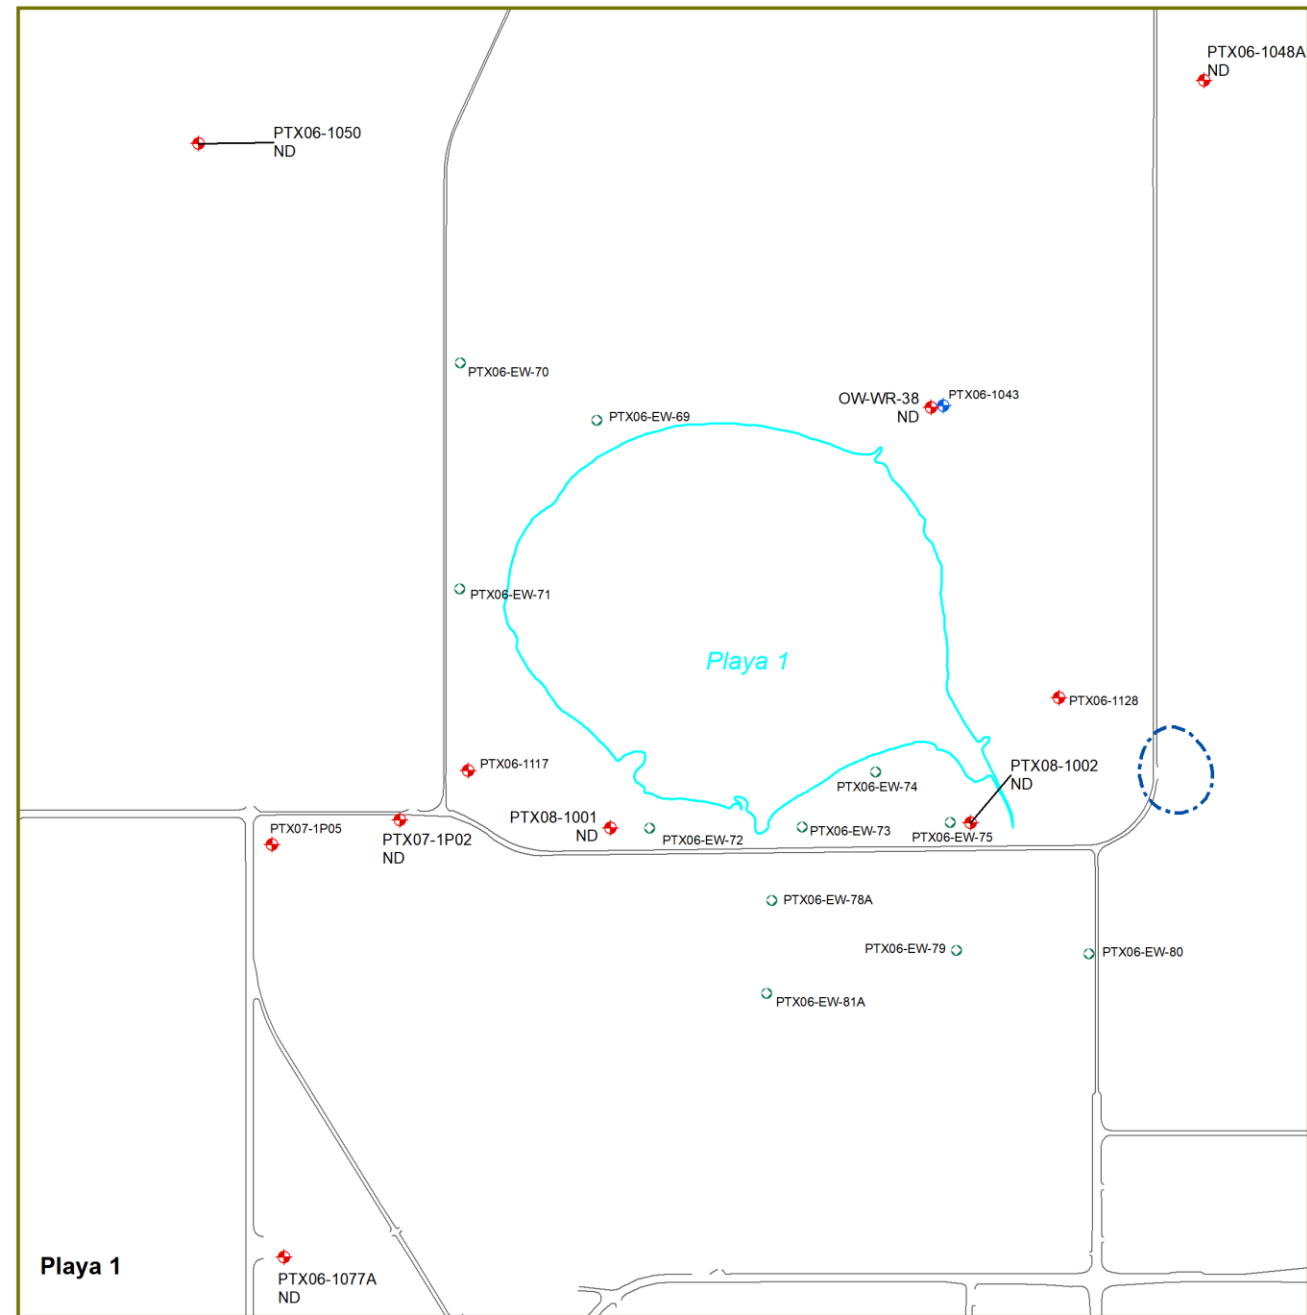 PTX06-1048A
ND
PTX06-1050
ND
PTX06-EW-70
OW-WR-38
ND
PTX06-1043
PTX06-EW-69
PTX06-EW-71
Playa 1
PTX06-1128
PTX06-1117
PTX08-1002
ND
PTX06-EW-74
PTX08-1001
ND
PTX07-1P05
PTX07-1P02
ND
PTX06-EW-72
PTX06-EW-73
PTX06-EW-75
PTX06-EW-78A
PTX06-EW-79
PTX06-EW-80
PTX06-EW-81A
Playa 1
PTX06-1077A
ND